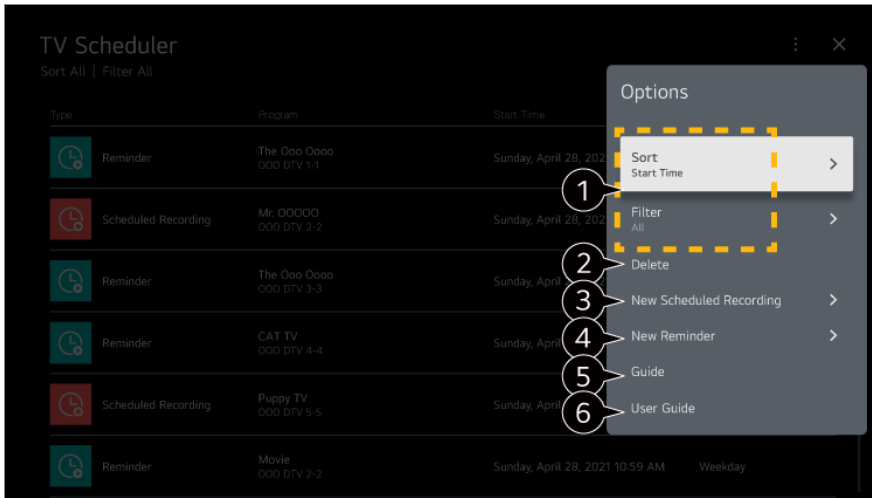 TV Scheduler
Sort All | Filter All
Type Program Start Time
Reminder
The Ooo Oooo
OOO DTV 1-1
Sunday, April 28, 202
Scheduled Recording
Mr. OOOOO
OOO DTV 2-2
Sunday, April 28, 202
Reminder
The Ooo Oooo
OOO DTV 3-3
Sunday, April
Reminder
CAT TV
OOO DTV 4-4
Sunday, April
Scheduled Recording
Puppy TV
OOO DTV 5-5
Sunday, April
Reminder
Movie
OOO DTV 2-2
Sunday, April 28, 2021 10:59 AM Weekday
Options
Sort
Start Time
1
Filter
All
2 Delete
3 New Scheduled Recording
4 New Reminder
5 Guide
6 User Guide